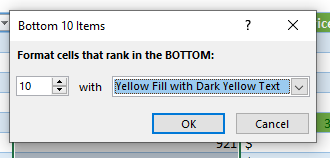 Bottom 10 Items
Format cells that rank in the BOTTOM:
10 with Yellow Fill with Dark Yellow Text
OK Cancel
921 $